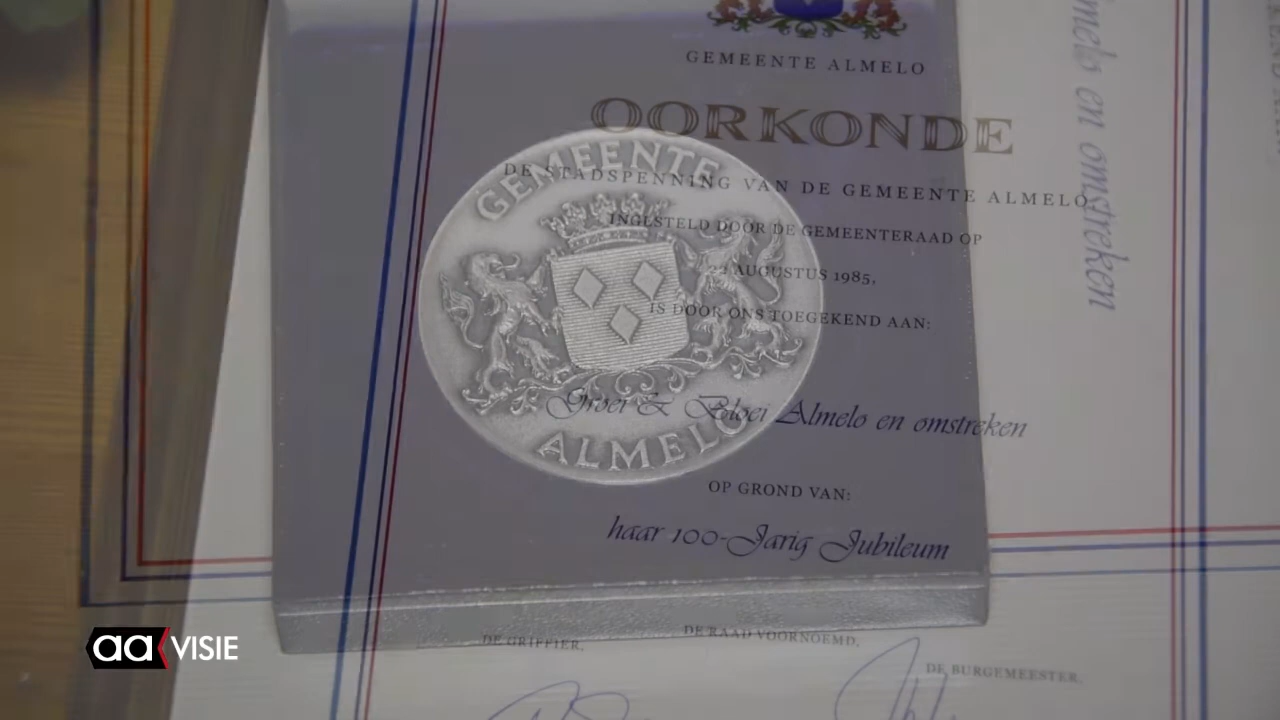 GEMEENTE ALMELO
OORKONDE
DE STADSPENNING VAN DE GEMEENTE ALMELO
INGESTELD DOOR DE GEMEENTERAAD OP
22 AUGUSTUS 1985,
IS DOOR ONS TOEGEKEND AAN:
Groei & Bloei Almelo en omstreken
OP GROND VAN:
haar 100-Jarig Jubileum
DE GRIFFIER,
DE RAAD VOORNOEMD,
DE BURGEMEESTER,
GEMEENTE
ALMELO
en omstreken
aa VISIE